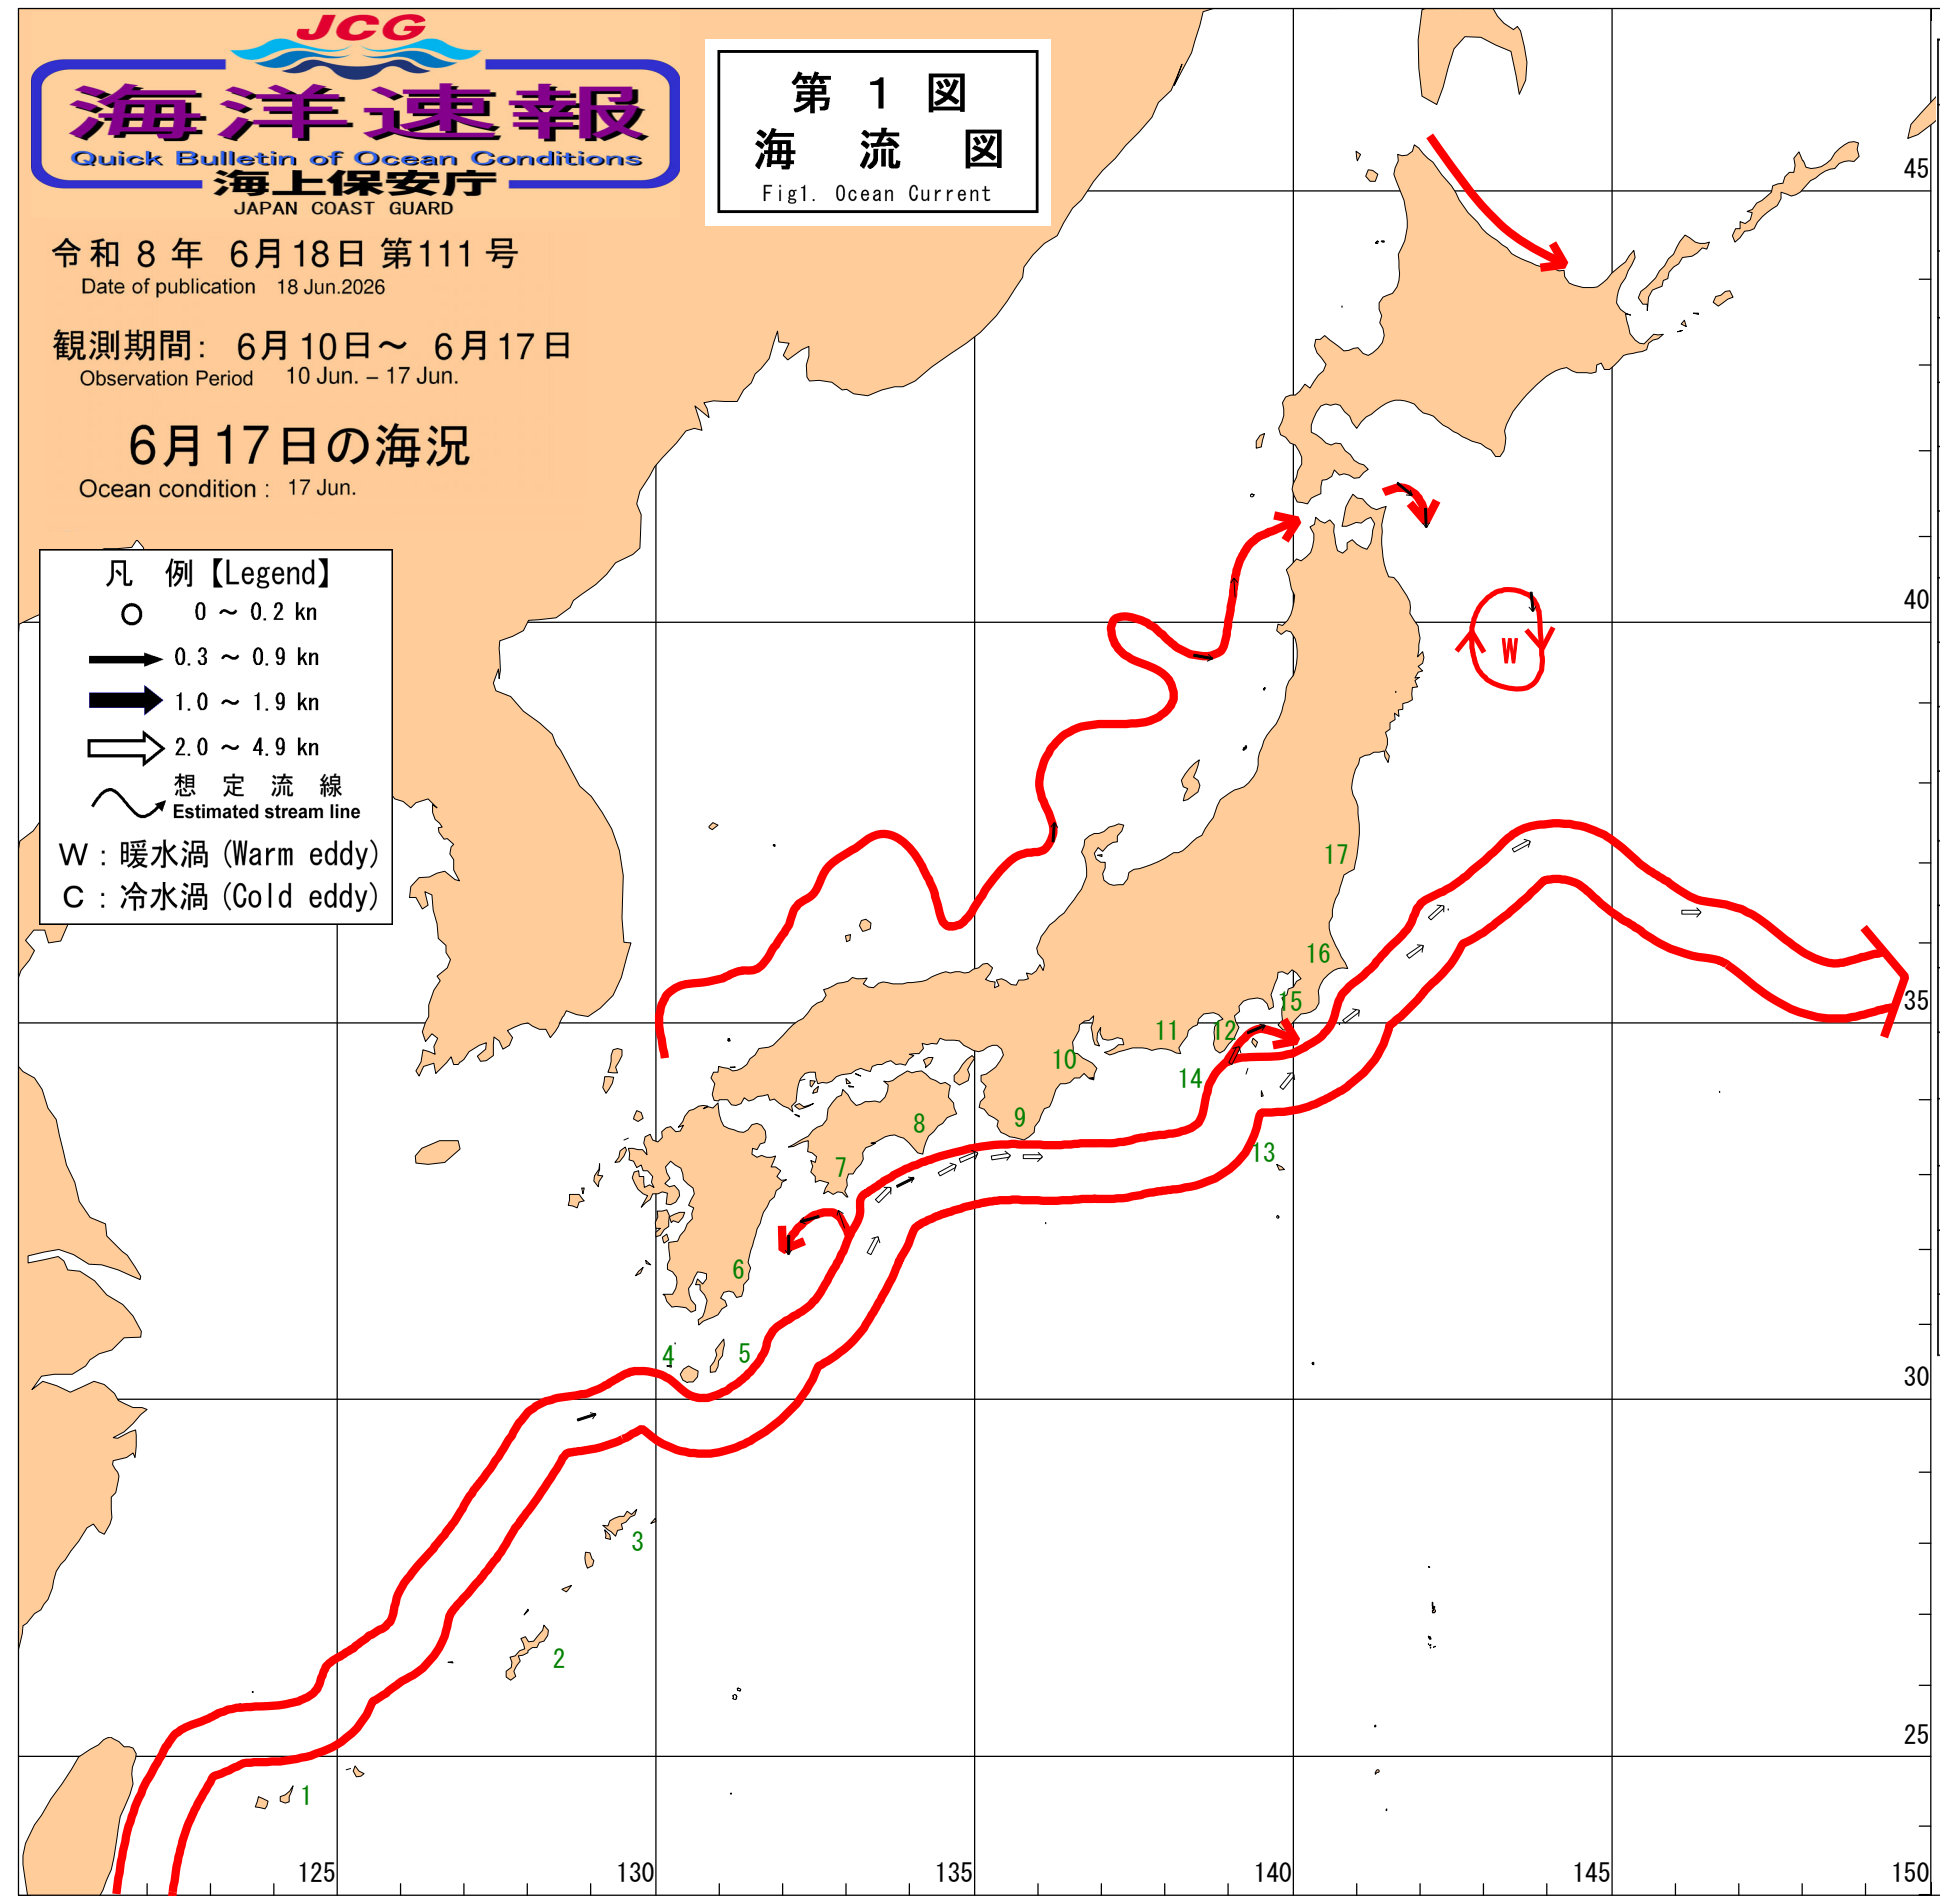 JCG
海洋速報
Quick Bulletin of Ocean Conditions
海上保安庁
JAPAN COAST GUARD
令和 8 年 6月18日 第111 号
Date of publication 18 Jun.2026
観測期間: 6月10日～ 6月17日
Observation Period 10 Jun. – 17 Jun.
6月17日の海況
Ocean condition : 17 Jun.
第 1 図
海 流 図
Fig1. Ocean Current
凡 例【Legend】
0 ～ 0.2 kn
0.3 ～ 0.9 kn
1.0 ～ 1.9 kn
2.0 ～ 4.9 kn
想 定 流 線
Estimated stream line
W : 暖水渦 (Warm eddy)
C : 冷水渦 (Cold eddy)
45
40
W
17
16
35
15
12
11
10
14
9
8
13
7
6
5
4
30
3
2
25
1
125
130
135
140
145
150